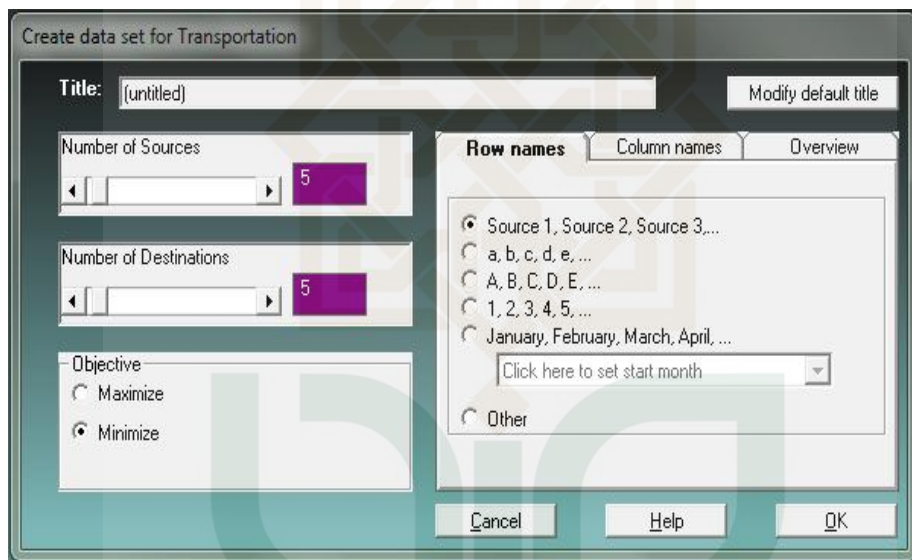 Create data set for Transportation
Title: (untitled)
Modify default title
Number of Sources
5
Number of Destinations
5
Objective
Maximize
Minimize
Row names
Column names
Overview
Source 1, Source 2, Source 3,...
a, b, c, d, e, ...
A, B, C, D, E, ...
1, 2, 3, 4, 5, ...
January, February, March, April, ...
Click here to set start month
Other
Cancel
Help
OK